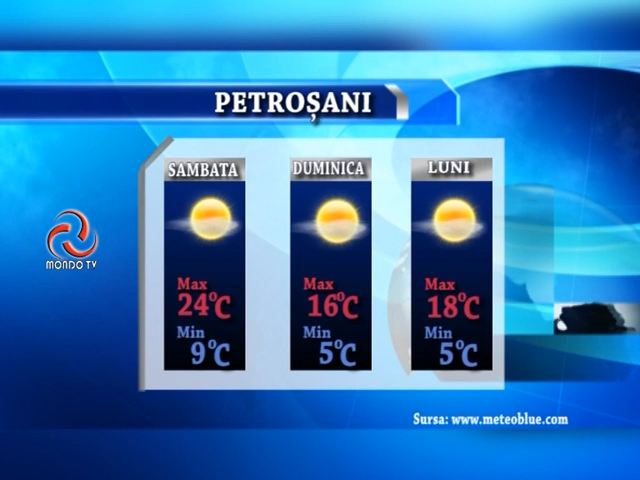 PETROȘANI
SAMBATA
DUMINICA
LUNI
Max
24°C
Min
9°C
Max
16°C
Min
5°C
Max
18°C
Min
5°C
MONDO TV
Sursa: www.meteoblue.com